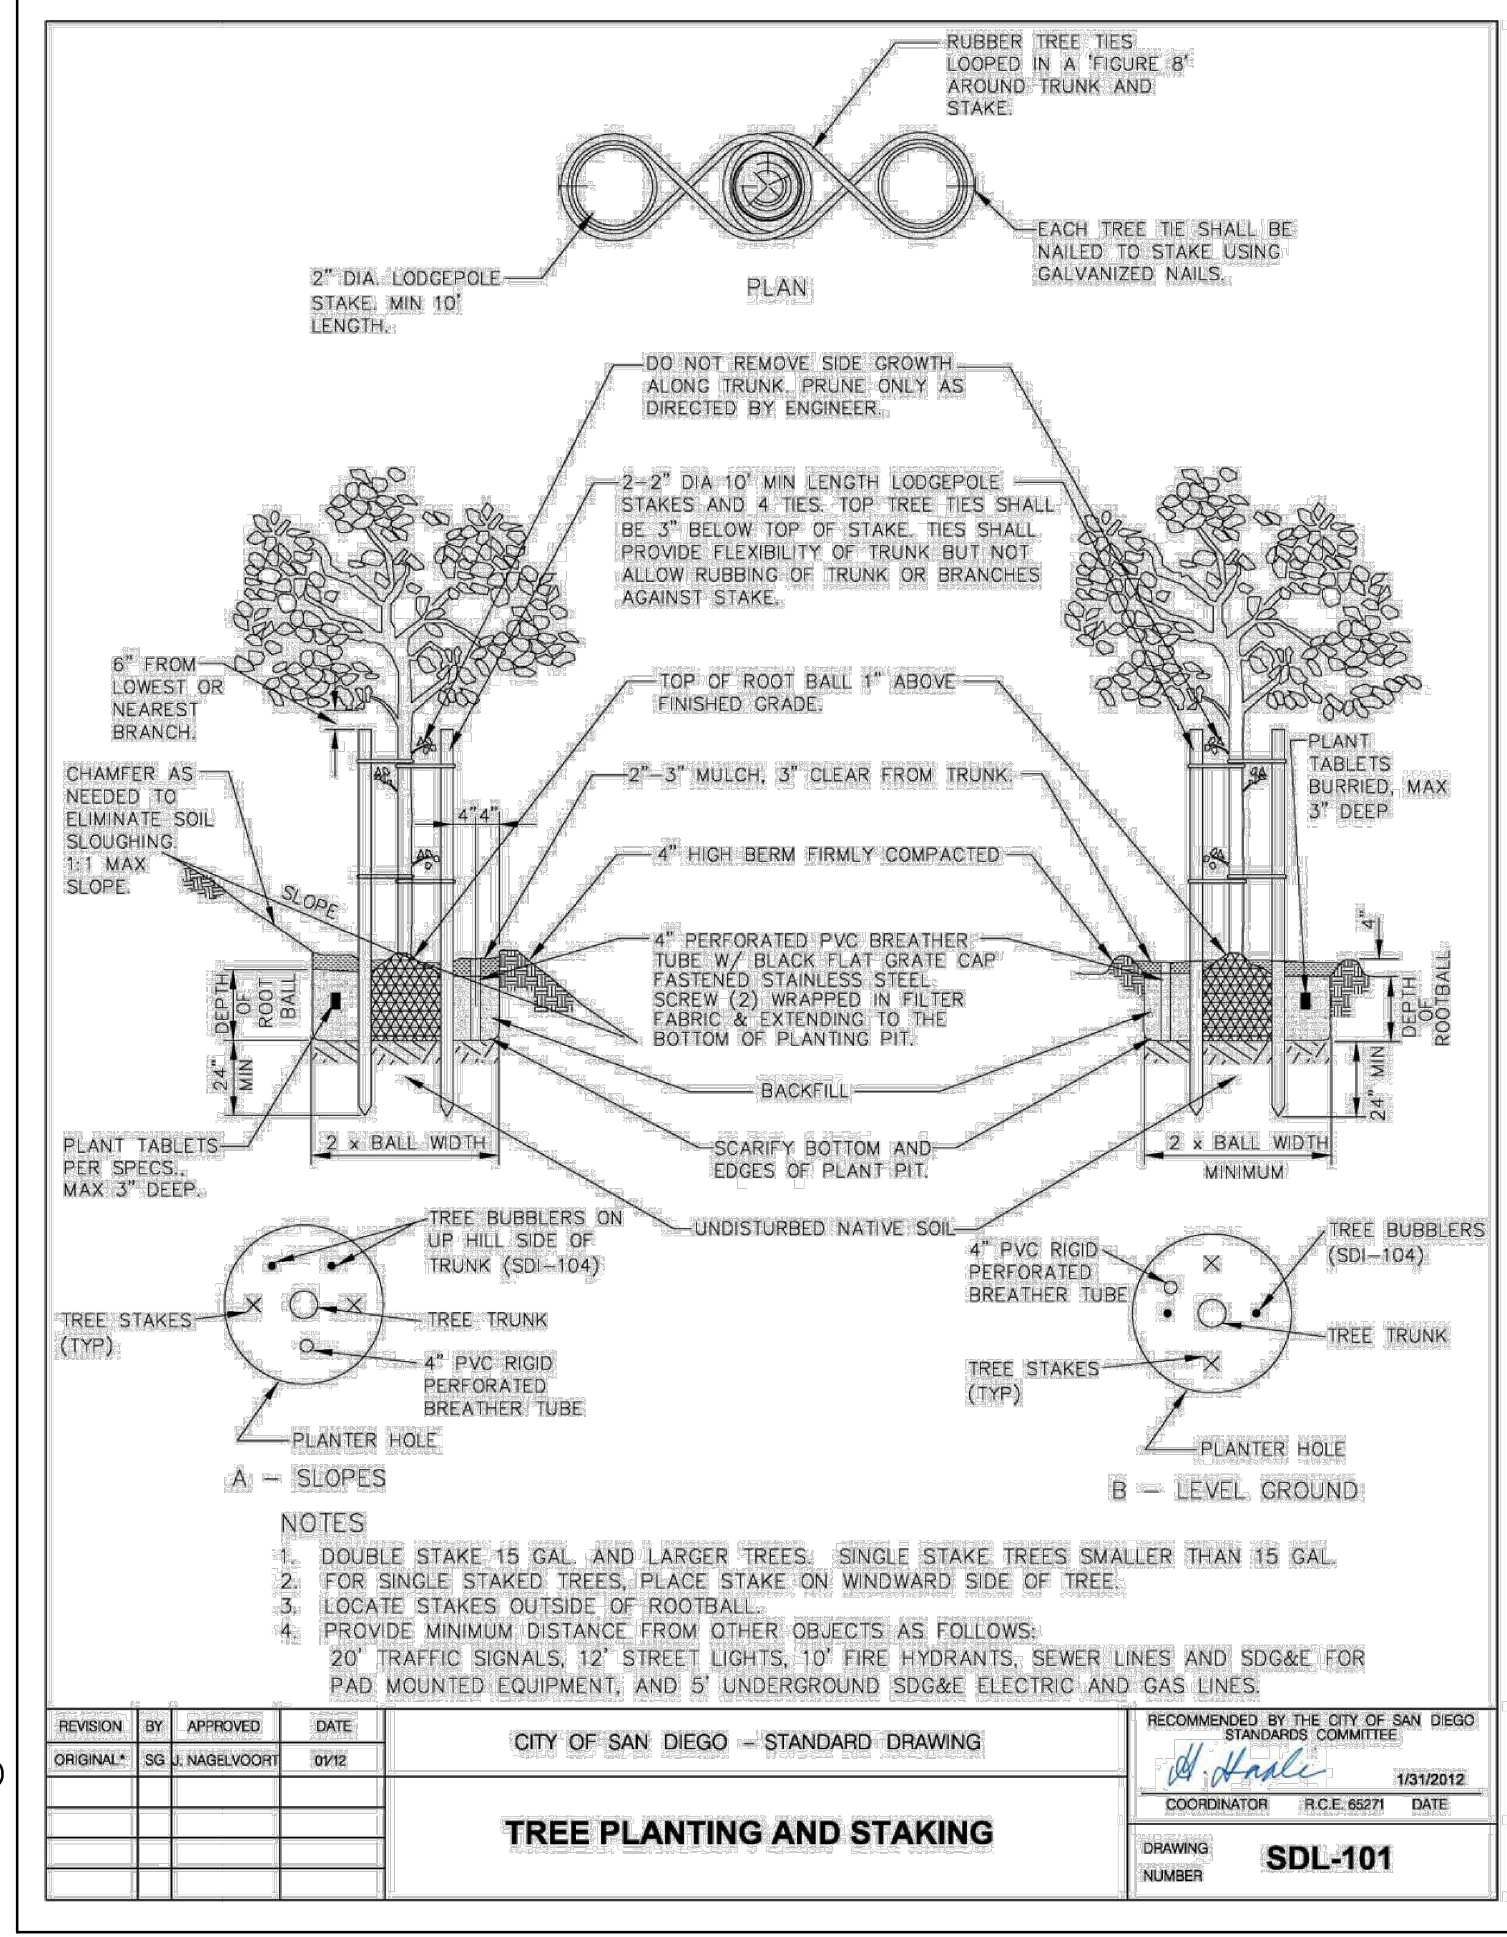 RUBBER TREE TIES
LOOPED IN A 'FIGURE 8'
AROUND TRUNK AND
STAKE.
EACH TREE TIE SHALL BE
NAILED TO STAKE USING
GALVANIZED NAILS.
2" DIA. LODGEPOLE
STAKE. MIN 10'
LENGTH.
PLAN
DO NOT REMOVE SIDE GROWTH
ALONG TRUNK. PRUNE ONLY AS
DIRECTED BY ENGINEER.
2-2" DIA 10' MIN LENGTH LODGEPOLE
STAKES AND 4 TIES. TOP TREE TIES SHALL
BE 3" BELOW TOP OF STAKE. TIES SHALL
PROVIDE FLEXIBILITY OF TRUNK BUT NOT
ALLOW RUBBING OF TRUNK OR BRANCHES
AGAINST STAKE.
6" FROM
LOWEST OR
NEAREST
BRANCH.
TOP OF ROOT BALL 1" ABOVE
FINISHED GRADE.
PLANT
TABLETS
BURRIED, MAX
3" DEEP
CHAMFER AS
NEEDED TO
ELIMINATE SOIL
SLOUGHING.
1:1 MAX
SLOPE.
2"-3" MULCH, 3" CLEAR FROM TRUNK.
4" 4"
4" HIGH BERM FIRMLY COMPACTED
SLOPE
4" PERFORATED PVC BREATHER
TUBE W/ BLACK FLAT GRATE CAP
FASTENED STAINLESS STEEL
SCREW (2) WRAPPED IN FILTER
FABRIC & EXTENDING TO THE
BOTTOM OF PLANTING PIT.
4"
DEPTH
OF
ROOT
BALL
DEPTH
OF
ROOTBALL
24"
MIN
24" MIN
BACKFILL
PLANT TABLETS
PER SPECS.,
MAX 3" DEEP.
2 x BALL WIDTH
SCARIFY BOTTOM AND
EDGES OF PLANT PIT.
2 x BALL WIDTH
MINIMUM
UNDISTURBED NATIVE SOIL
TREE BUBBLERS ON
UP HILL SIDE OF
TRUNK (SDI-104)
TREE STAKES
(TYP)
TREE TRUNK
4" PVC RIGID
PERFORATED
BREATHER TUBE
PLANTER HOLE
A - SLOPES
4" PVC RIGID
PERFORATED
BREATHER TUBE
TREE BUBBLERS
(SDI-104)
TREE TRUNK
TREE STAKES
(TYP)
PLANTER HOLE
B - LEVEL GROUND
NOTES
1. DOUBLE STAKE 15 GAL. AND LARGER TREES. SINGLE STAKE TREES SMALLER THAN 15 GAL.
2. FOR SINGLE STAKED TREES, PLACE STAKE ON WINDWARD SIDE OF TREE.
3. LOCATE STAKES OUTSIDE OF ROOTBALL.
4. PROVIDE MINIMUM DISTANCE FROM OTHER OBJECTS AS FOLLOWS:
20' TRAFFIC SIGNALS, 12' STREET LIGHTS, 10' FIRE HYDRANTS, SEWER LINES AND SDG&E FOR
PAD MOUNTED EQUIPMENT, AND 5' UNDERGROUND SDG&E ELECTRIC AND GAS LINES.
REVISION BY APPROVED DATE
ORIGINAL* SG J. NAGELVOORT 01/12
CITY OF SAN DIEGO - STANDARD DRAWING
TREE PLANTING AND STAKING
RECOMMENDED BY THE CITY OF SAN DIEGO
STANDARDS COMMITTEE
1/31/2012
COORDINATOR R.C.E. 65271 DATE
DRAWING
NUMBER
SDL-101